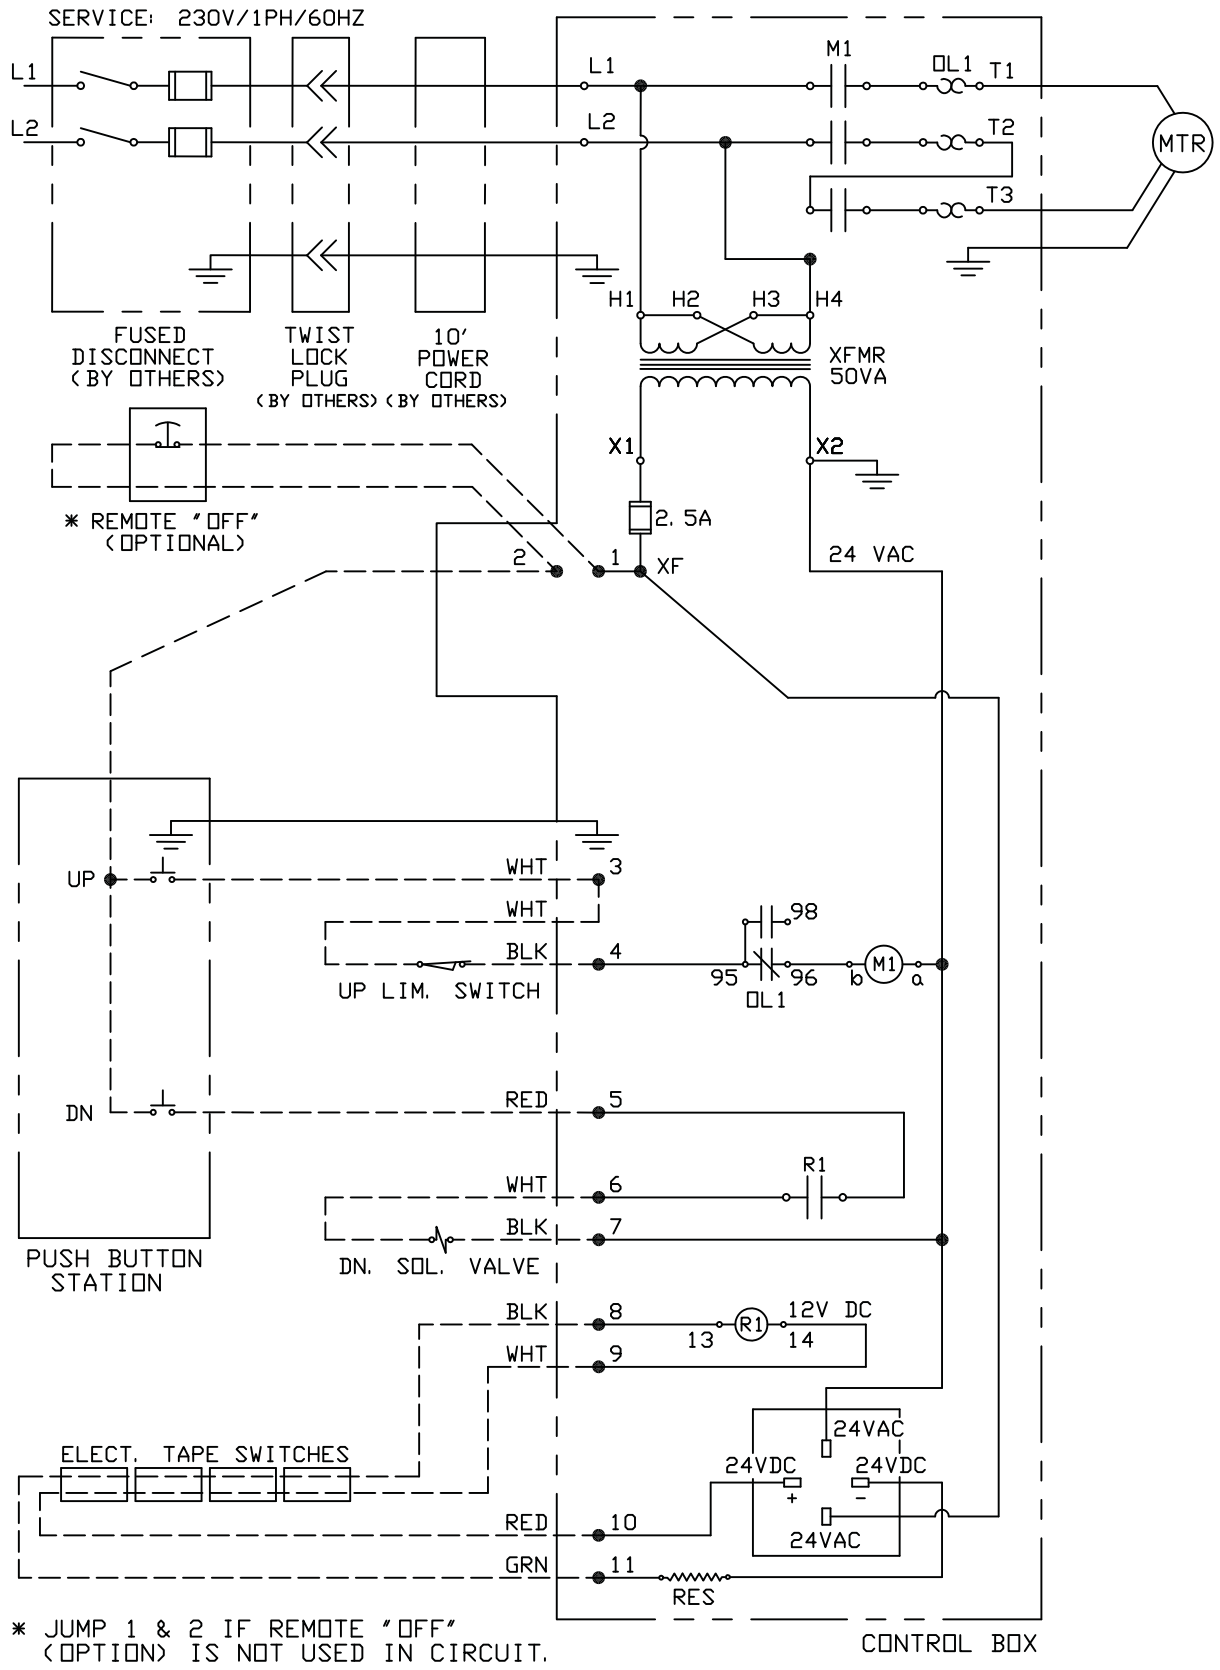 SERVICE: 230V/1PH/60HZ
L1
L2
L1
L2
M1
OL1
T1
T2
T3
MTR
FUSED
DISCONNECT
(BY OTHERS)
TWIST
LOCK
PLUG
(BY OTHERS)
10'
POWER
CORD
(BY OTHERS)
H1
H2
H3
H4
XFMR
50VA
X1
X2
2.5A
* REMOTE "OFF"
(OPTIONAL)
2
1
XF
24 VAC
UP
WHT
3
WHT
BLK
4
UP LIM. SWITCH
98
95
96
OL1
b
M1
a
DN
RED
5
WHT
6
R1
BLK
7
DN. SOL. VALVE
PUSH BUTTON
STATION
BLK
8
13
R1
12V DC
14
WHT
9
ELECT. TAPE SWITCHES
24VAC
24VDC
24VDC
+
-
24VAC
RED
10
GRN
11
RES
* JUMP 1 & 2 IF REMOTE "OFF"
(OPTION) IS NOT USED IN CIRCUIT.
CONTROL BOX